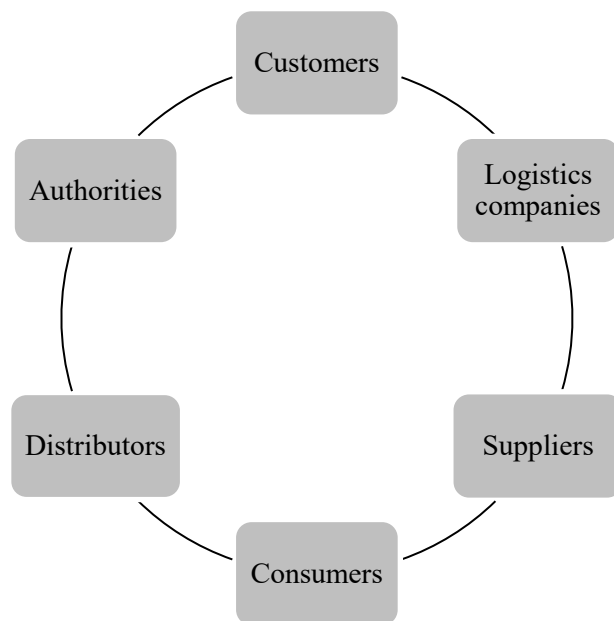 Customers
Authorities
Logistics
companies
Distributors
Suppliers
Consumers